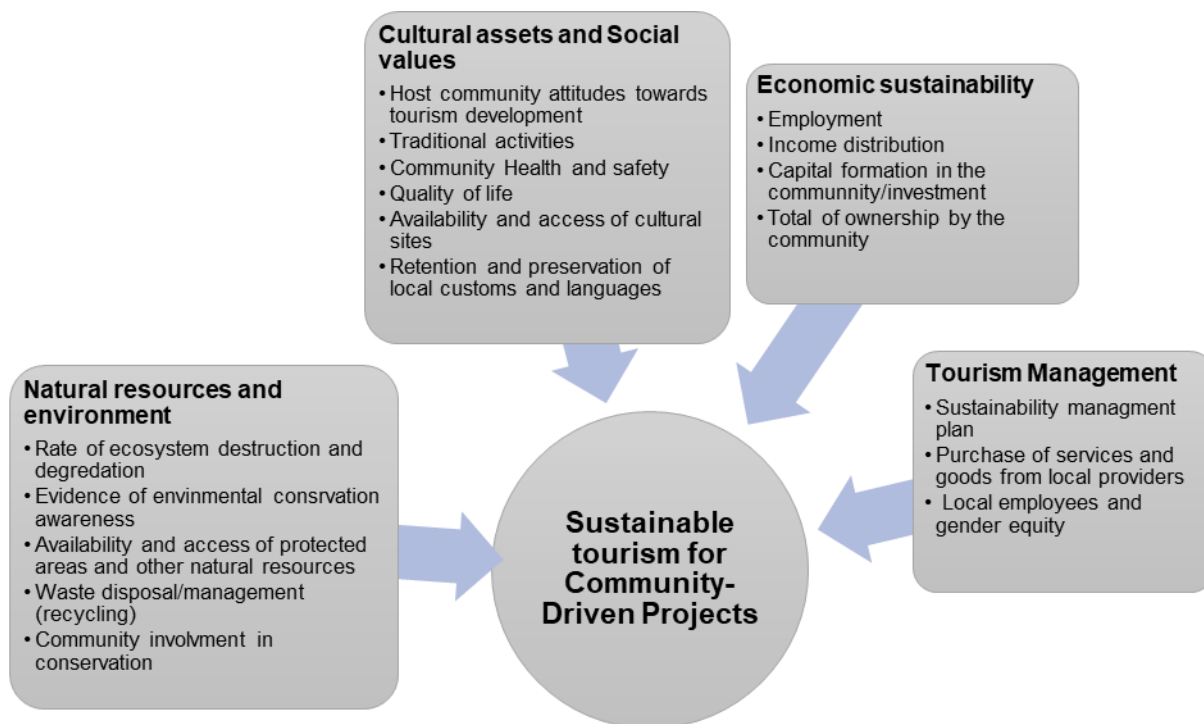 Cultural assets and Social
values
• Host community attitudes towards
tourism development
• Traditional activities
• Community Health and safety
• Quality of life
• Availability and access of cultural
sites
• Retention and preservation of
local customs and languages
Economic sustainability
• Employment
• Income distribution
• Capital formation in the
communnity/investment
• Total of ownership by the
community
Natural resources and
environment
• Rate of ecosystem destruction and
degredation
• Evidence of envinmental consrvation
awareness
• Availability and access of protected
areas and other natural resources
• Waste disposal/management
(recycling)
• Community involvment in
conservation
Tourism Management
• Sustainability managment
plan
• Purchase of services and
goods from local providers
• Local employees and
gender equity
Sustainable
tourism for
Community-
Driven Projects